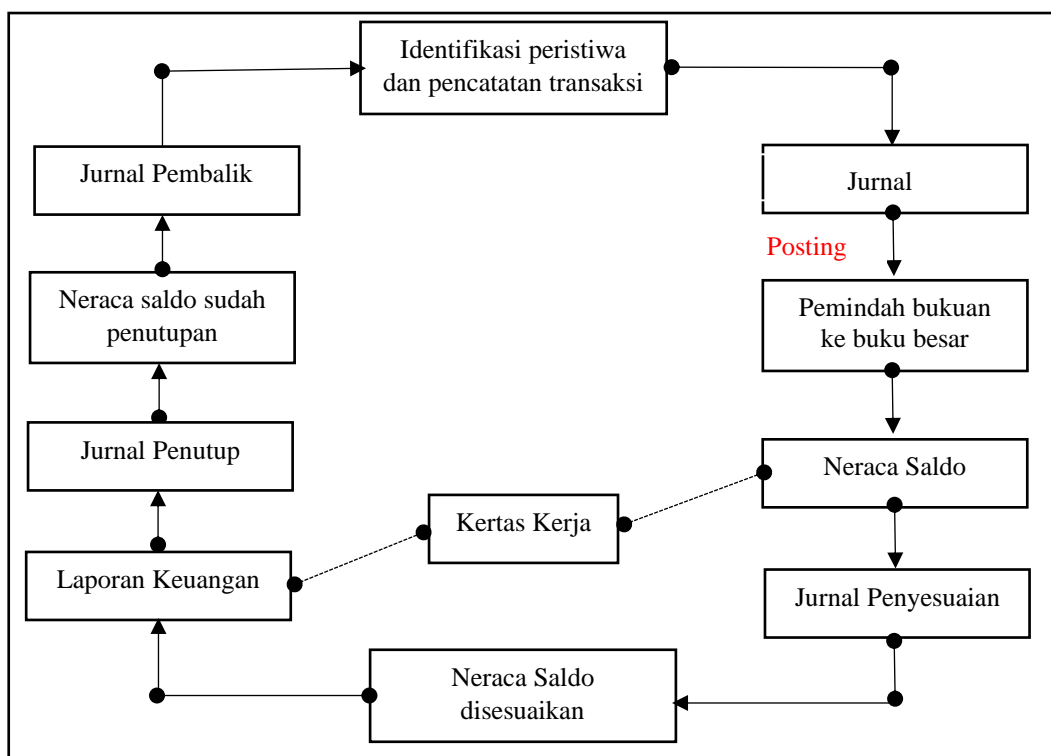 Identifikasi peristiwa
dan pencatatan transaksi
Jurnal
Posting
Pemindah bukuan
ke buku besar
Neraca Saldo
Jurnal Penyesuaian
Neraca Saldo
disesuaikan
Laporan Keuangan
Kertas Kerja
Jurnal Penutup
Neraca saldo sudah
penutupan
Jurnal Pembalik